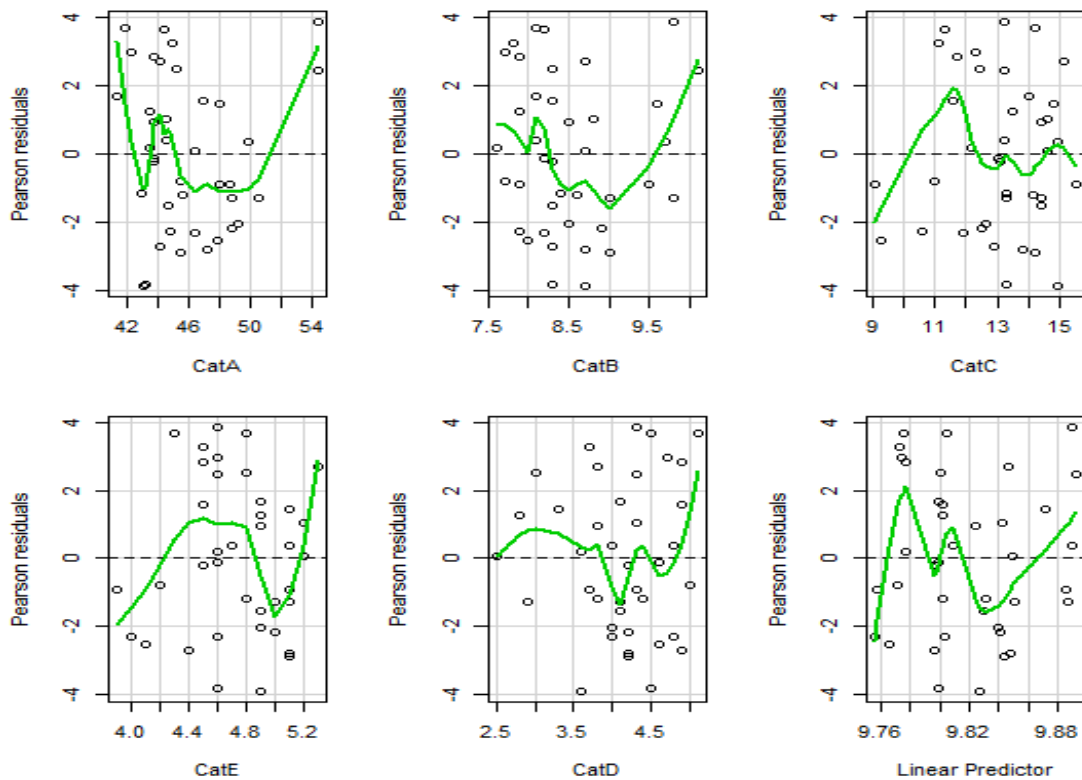 Pearson residuals
4
2
0
-2
-4
42 46 50 54
CatA
Pearson residuals
4
2
0
-2
-4
7.5 8.5 9.5
CatB
Pearson residuals
4
2
0
-2
-4
9 11 13 15
CatC
Pearson residuals
4
2
0
-2
-4
4.0 4.4 4.8 5.2
CatE
Pearson residuals
4
2
0
-2
-4
2.5 3.5 4.5
CatD
Pearson residuals
4
2
0
-2
-4
9.76 9.82 9.88
Linear Predictor